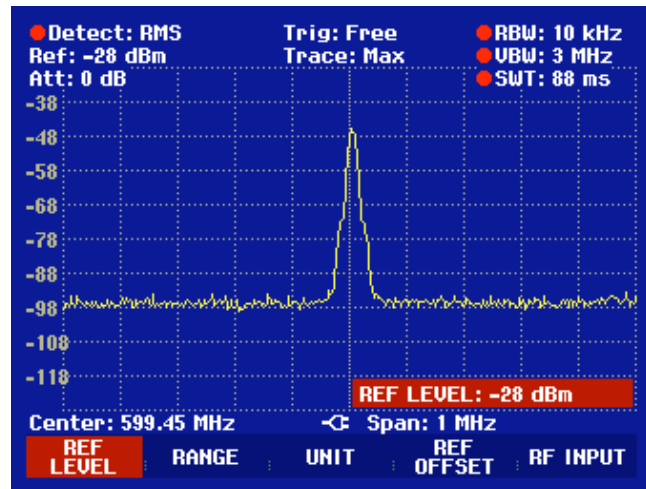 Detect: RMS Trig: Free RBW: 10 kHz
Ref: -28 dBm Trace: Max VBW: 3 MHz
Att: 0 dB SWT: 88 ms
-38
-48
-58
-68
-78
-88
-98
-108
-118
REF LEVEL: -28 dBm
Center: 599.45 MHz Span: 1 MHz
REF LEVEL RANGE UNIT REF OFFSET RF INPUT